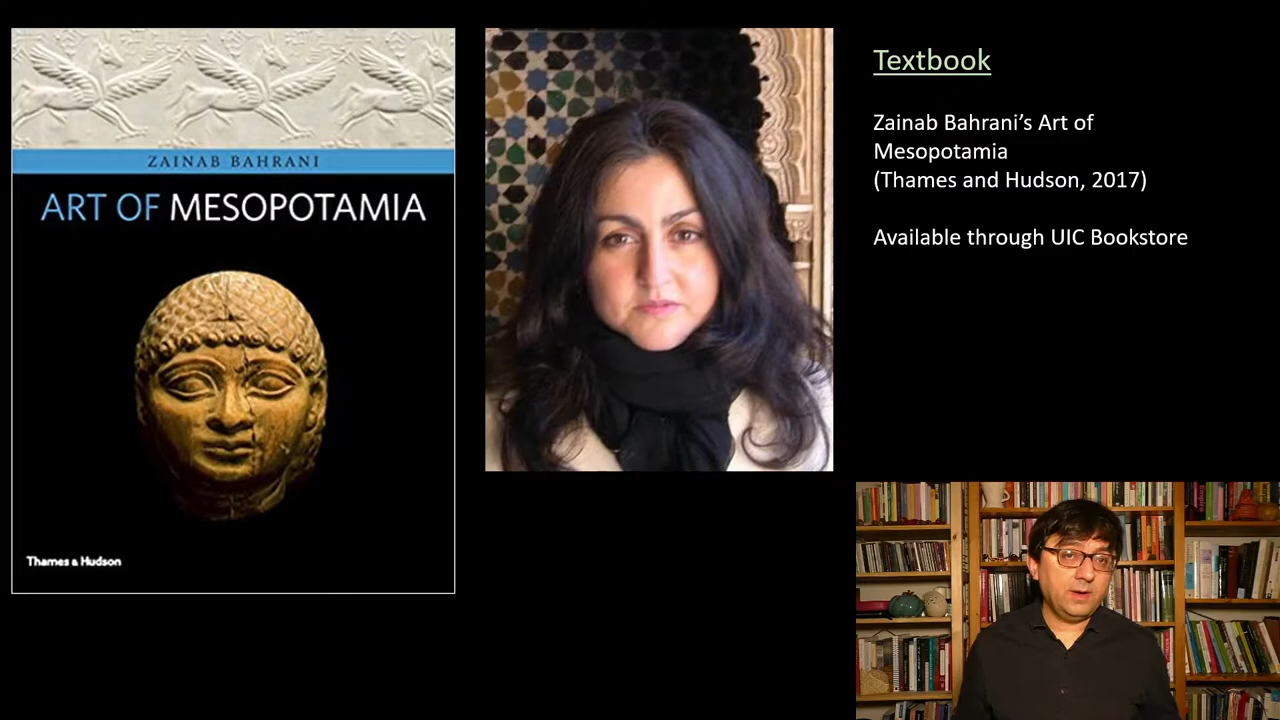 ZAINAB BAHRANI
ART OF MESOPOTAMIA
Thames & Hudson
Textbook
Zainab Bahrani’s Art of
Mesopotamia
(Thames and Hudson, 2017)
Available through UIC Bookstore